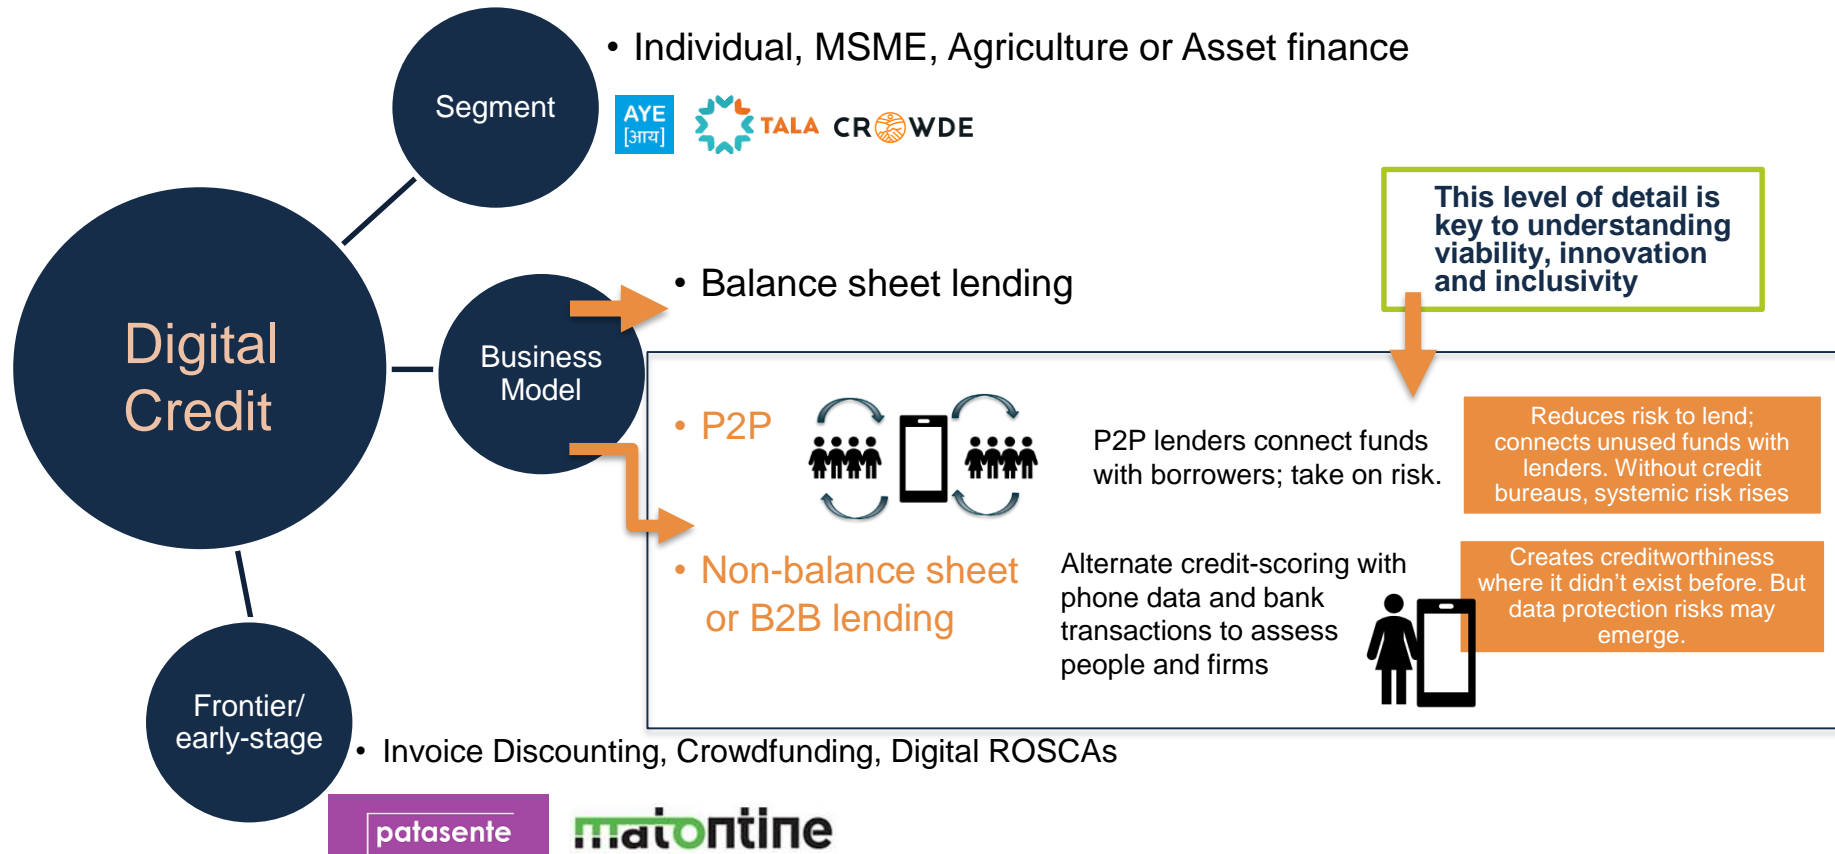 • Individual, MSME, Agriculture or Asset finance
Segment
AYE
[आय]
TALA
CROWDE
This level of detail is
key to understanding
viability, innovation
and inclusivity
• Balance sheet lending
Digital
Credit
Business
Model
• P2P
P2P lenders connect funds
with borrowers; take on risk.
Reduces risk to lend;
connects unused funds with
lenders. Without credit
bureaus, systemic risk rises
• Non-balance sheet
or B2B lending
Alternate credit-scoring with
phone data and bank
transactions to assess
people and firms
Creates creditworthiness
where it didn’t exist before. But
data protection risks may
emerge.
Frontier/
early-stage
• Invoice Discounting, Crowdfunding, Digital ROSCAs
patasente
matontine